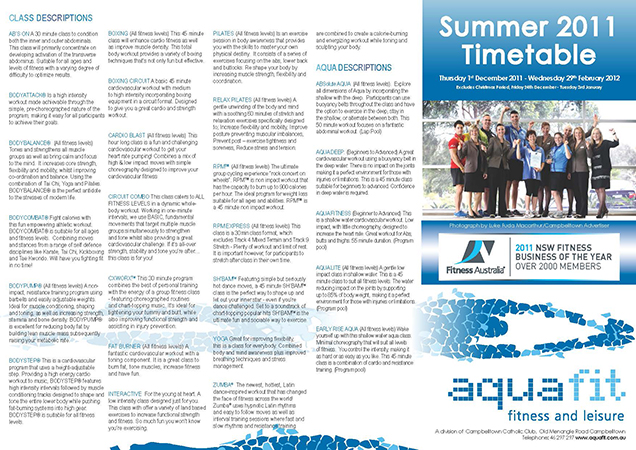 CLASS DESCRIPTIONS
AB'S ON A 30 minute class to condition
both the inner and outer abdominals.
This class will primarily concentrate on
developing activation of the transverse
abdominus. Suitable for all ages and
levels of fitness with a varying degree of
difficulty to optimize results.
BODYATTACK® Is a high intensity
workout made achievable through the
simple, pre-choreographed nature of the
program, making it easy for all participants
to achieve their goals.
BODYBALANCE® (All fitness levels)
Tones and strengthens all muscle
groups as well as bring calm and focus
to the mind. It increases core strength,
flexibility and mobility, whilst improving
co-ordination and balance. Using the
combination of Tai Chi, Yoga and Pilates.
BODYBALANCE® is the perfect antidote
to the stresses of modern life.
BODYCOMBAT® Fight calories with
this fun empowering athletic workout.
BODYCOMBAT® is suitable for all ages
and fitness levels. Combining moves
and stances from a range of self defence
disciplines like Karate, Tai Chi, Kickboxing
and Tae Kwondo. Will have you fighting fit
in no time!
BODYPUMP® (All fitness levels) A non-
impact, resistance training program using
barbells and easily adjustable weights.
Ideal for muscle conditioning, shaping
and toning, as well as increasing strength,
stamina and bone density. BODYPUMP®
is excellent for reducing body fat by
building lean muscle mass subsequently
raising your metabolic rate.
BODYSTEP® This is a cardiovascular
program that uses a height-adjustable
step. Providing a high energy cardio
workout to music, BODYSTEP® features
high intensity intervals followed by muscle
conditioning tracks designed to shape and
tone the entire lower body while pushing
fat-burning systems into high gear.
BODYSTEP® is suitable for all fitness
levels.
BOXING (All fitness levels) This 45 minute
class will enhance cardio fitness as well
as improve muscle density. This total
body workout provides a variety of boxing
techniques that's not only fun but effective.
BOXING CIRCUIT A basic 45 minute
cardiovascular workout with medium
to high intensity incorporating boxing
equipment in a circuit format. Designed
to give you a great cardio and strength
workout.
CARDIO BLAST (All fitness levels) This
hour long class is a fun and challenging
cardiovascular workout to get your
heart rate pumping! Combines a mix of
high & low impact moves with simple
choreography designed to improve your
cardiovascular fitness
CIRCUIT COMBO This class caters to ALL
FITNESS LEVELS in a dynamic whole-
body workout. Working in one-minute
intervals, we use BASIC, fundamental
movements that target multiple muscle
groups simultaneously to strengthen
and tone whilst also providing a great
cardiovascular challenge. If it's all-over
strength, stability and tone you're after...
this class is for you!
CXWORX™ This 30 minute program
combines the best of personal training
with the energy of a group fitness class
- featuring choreographed routines
and chart-topping music. It's ideal for
tightening your tummy and butt, while
also improving functional strength and
assisting in injury prevention.
FAT BURNER (All fitness levels) A
fantastic cardiovascular workout with a
toning component. It is a great class to
burn fat, tone muscles, increase fitness
and have fun.
INTERACTIVE For the young at heart. A
low intensity class designed just for you.
This class with offer a variety of land based
exercises to increase functional strength
and fitness. So much fun you won't know
you're exercising.
PILATES (All fitness levels) Is an exercise
session in body awareness that provides
you with the skills to master your own
physical destiny. It consists of a series of
exercises focusing on the abs, lower back
and buttocks. Re shape your body by
increasing muscle strength, flexibility and
coordination.
RELAX PILATES (All fitness levels) A
gentle unwinding of the body and mind
with a soothing 60 minutes of stretch and
relaxation exercises specifically designed
to; Increase flexibility and mobility, Improve
posture preventing muscular imbalances,
Prevent post – exercise tightness and
soreness, Reduce stress and tension.
RPM® (All fitness levels) The ultimate
group cycling experience "rock concert on
wheels". RPM™ is non impact workout that
has the capacity to burn up to 900 calories
per hour. The ideal program for weight loss
suitable for all ages and abilities. RPM™ is
a 45 minute non impact workout.
RPM EXPRESS (All fitness levels) This
class is a 30min class format, which
excludes Track 4 Mixed Terrain and Track 9
Stretch – Plenty of workout and kind of rest.
It is important however, for participants to
stretch afterclass in their own time.
SH'BAM™ Featuring simple but seriously
hot dance moves, a 45 minute SH'BAM™
class is the perfect way to shape up and
let out your inner star - even if you're
dance challenged. Set to a soundtrack of
chart-topping popular hits SH'BAM™ is the
ultimate fun and sociable way to exercise.
YOGA Great for improving flexibility,
this is a class for everybody. Combined
body and mind awareness plus improved
breathing techniques and stress
management.
ZUMBA® The newest, hottest, Latin
dance-inspired workout that has changed
the face of fitness across the world.
Zumba® uses hypnotic Latin rhythms
and easy to follow moves as well as
interval training sessions where fast and
slow rhythms and resistance training
are combined to create a calorie-burning
and energizing workout while toning and
sculpting your body.
AQUA DESCRIPTIONS
ABSolute AQUA (All fitness levels). Explore
all dimensions of Aqua by incorporating the
shallow with the deep. Participants can use
buoyancy belts throughout the class and have
the option to exercise in the deep, stay in
the shallow, or alternate between both. This
50 minute workout focuses on a fantastic
abdominal workout. (Lap Pool)
AQUADEEP (Beginners to Advanced) A great
cardiovascular workout using a buoyancy belt in
the deep water. There is no impact on the joints
making it a perfect environment for those with
injuries or limitations. This is a 45 minute class
suitable for beginners to advanced. Confidence
in deep water is required.
AQUAFITNESS (Beginner to Advanced) This
is a shallow water cardiovascular workout. Low
impact, with little choreography, designed to
increase the heart rate. Great workout for Abs,
butts and thighs. 55 minute duration. (Program
pool)
AQUALITE (All fitness levels) A gentle low
impact class in shallow water. This is a 45
minute class to suit all fitness levels. The water
reducing impact on the joints by supporting
up to 85% of body weight, making it a perfect
environment for those with injuries or limitations.
(Program pool)
EARLY RISE AQUA (All fitness levels) Wake
yourself up with this shallow water aqua class.
Minimal choreography that will suit all levels
of fitness. You control the intensity, making it
as hard or as easy as you like. This 45 minute
class is a combination of cardio and resistance
training. (Program pool)
Summer 2011
Timetable
Thursday 1st December 2011 - Wednesday 29th February 2012
Excludes Christmas Period, Friday 24th December - Tuesday 3rd January
Photograph by Luke Fuda, Macarthur/Campbelltown Advertiser
Fitness Australia®
2011 NSW FITNESS
BUSINESS OF THE YEAR
OVER 2000 MEMBERS
aquafit
fitness and leisure
A division of Campbelltown Catholic Club, Old Menangle Road Campbelltown
Telephone: 46 297 297 www.aquafit.com.au